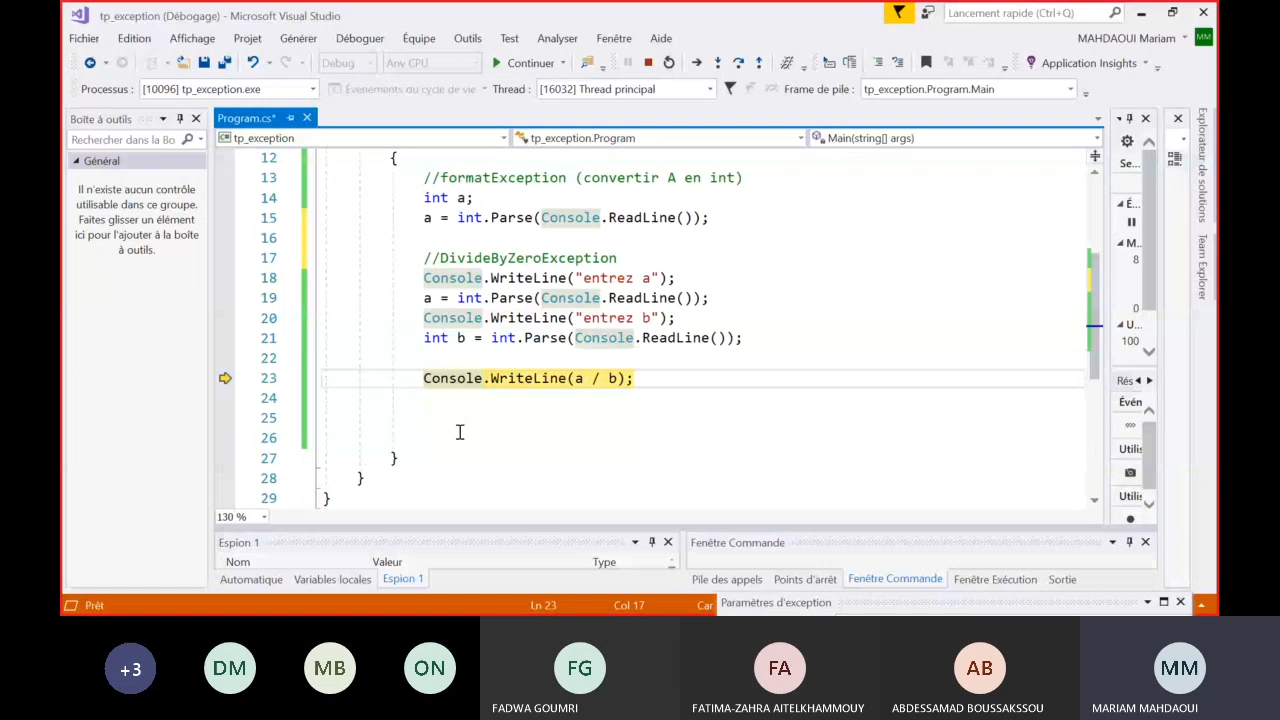 tp_exception (Débogage) - Microsoft Visual Studio
Lancement rapide (Ctrl+Q)
Fichier Edition Affichage Projet Générer Déboguer Équipe Outils Test Analyser Fenêtre Aide
MAHDAOUI Mariam MM
Debug Any CPU Continuer Application Insights
Processus : [10096] tp_exception.exe Événements du cycle de vie Thread : [16032] Thread principal Frame de pile : tp_exception.Program.Main
Boîte à outils
Rechercher dans la Bo
Général
Il n'existe aucun contrôle
utilisable dans ce groupe.
Faites glisser un élément
ici pour l'ajouter à la boîte
à outils.
Program.cs*
tp_exception tp_exception.Program Main(string[] args)
12 {
13 //formatException (convertir A en int)
14 int a;
15 a = int.Parse(Console.ReadLine());
16
17 //DivideByZeroException
18 Console.WriteLine("entrez a");
19 a = int.Parse(Console.ReadLine());
20 Console.WriteLine("entrez b");
21 int b = int.Parse(Console.ReadLine());
22
23 Console.WriteLine(a / b);
24
25
26
27 }
28 }
29 }
130 %
Se...
É...
M...
8
0
U...
100
Rés
Évén
Utilis
Utilis
Explorateur de solutions
Team Explorer
Espion 1
Nom Valeur Type
Automatique Variables locales Espion 1
Fenêtre Commande
Pile des appels Points d'arrêt Fenêtre Commande Fenêtre Exécution Sortie
Prêt Ln 23 Col 17 Car
Paramètres d'exception
+3 DM MB ON FG FA AB MM
FADWA GOUMRI FATIMA-ZAHRA AITELKHAMMOUY ABDESSAMAD BOUSSAKSSOU MARIAM MAHDAOUI